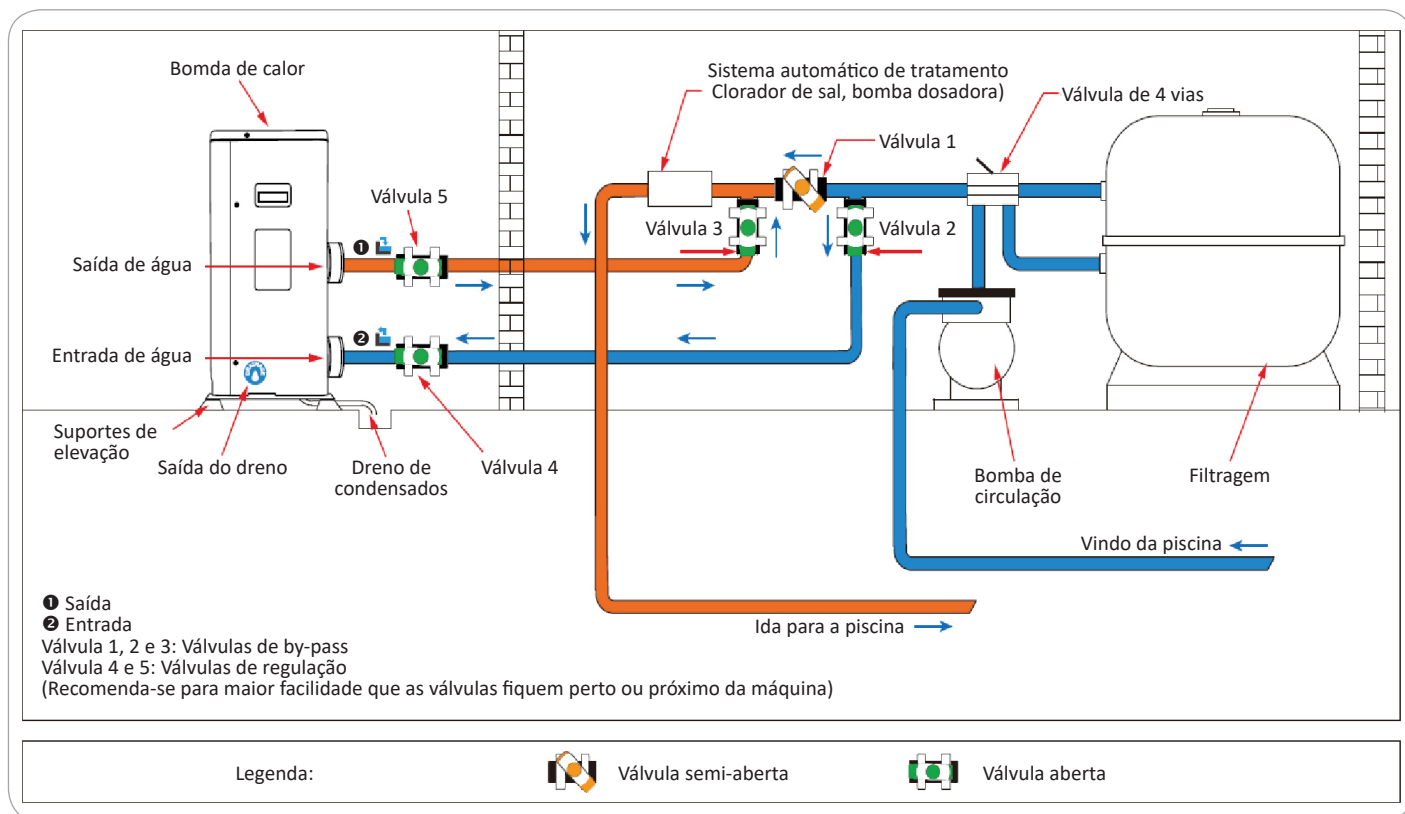 Bomda de calor
Sistema automático de tratamento
Clorador de sal, bomba dosadora)
Válvula de 4 vias
Válvula 1
Válvula 5
Válvula 3
Válvula 2
❶
Saída de água
❷
Entrada de água
Suportes de
elevação
Saída do dreno
Dreno de
condensados
Válvula 4
Bomba de
circulação
Filtragem
Vindo da piscina
Ida para a piscina
❶ Saída
❷ Entrada
Válvula 1, 2 e 3: Válvulas de by-pass
Válvula 4 e 5: Válvulas de regulação
(Recomenda-se para maior facilidade que as válvulas fiquem perto ou próximo da máquina)
Legenda:
Válvula semi-aberta
Válvula aberta